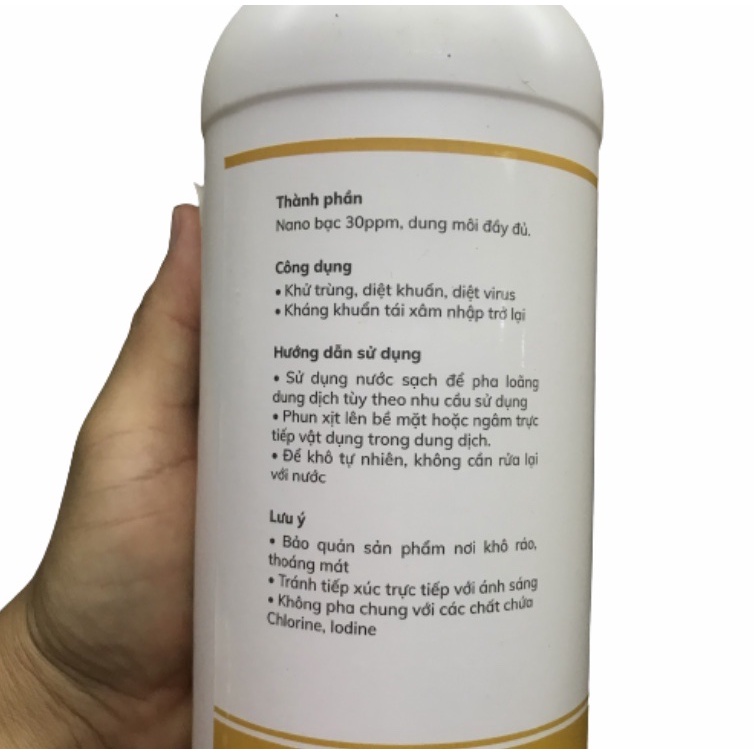 Thành phần
Nano bạc 30ppm, dung môi đầy đủ.
Công dụng
• Khử trùng, diệt khuẩn, diệt virus
• Kháng khuẩn tái xâm nhập trở lại
Hướng dẫn sử dụng
• Sử dụng nước sạch để pha loãng
dung dịch tùy theo nhu cầu sử dụng
• Phun xịt lên bề mặt hoặc ngâm trực
tiếp vật dụng trong dung dịch.
• Để khô tự nhiên, không cần rửa lại
với nước
Lưu ý
• Bảo quản sản phẩm nơi khô ráo,
thoáng mát
• Tránh tiếp xúc trực tiếp với ánh sáng
• Không pha chung với các chất chứa
Chlorine, Iodine